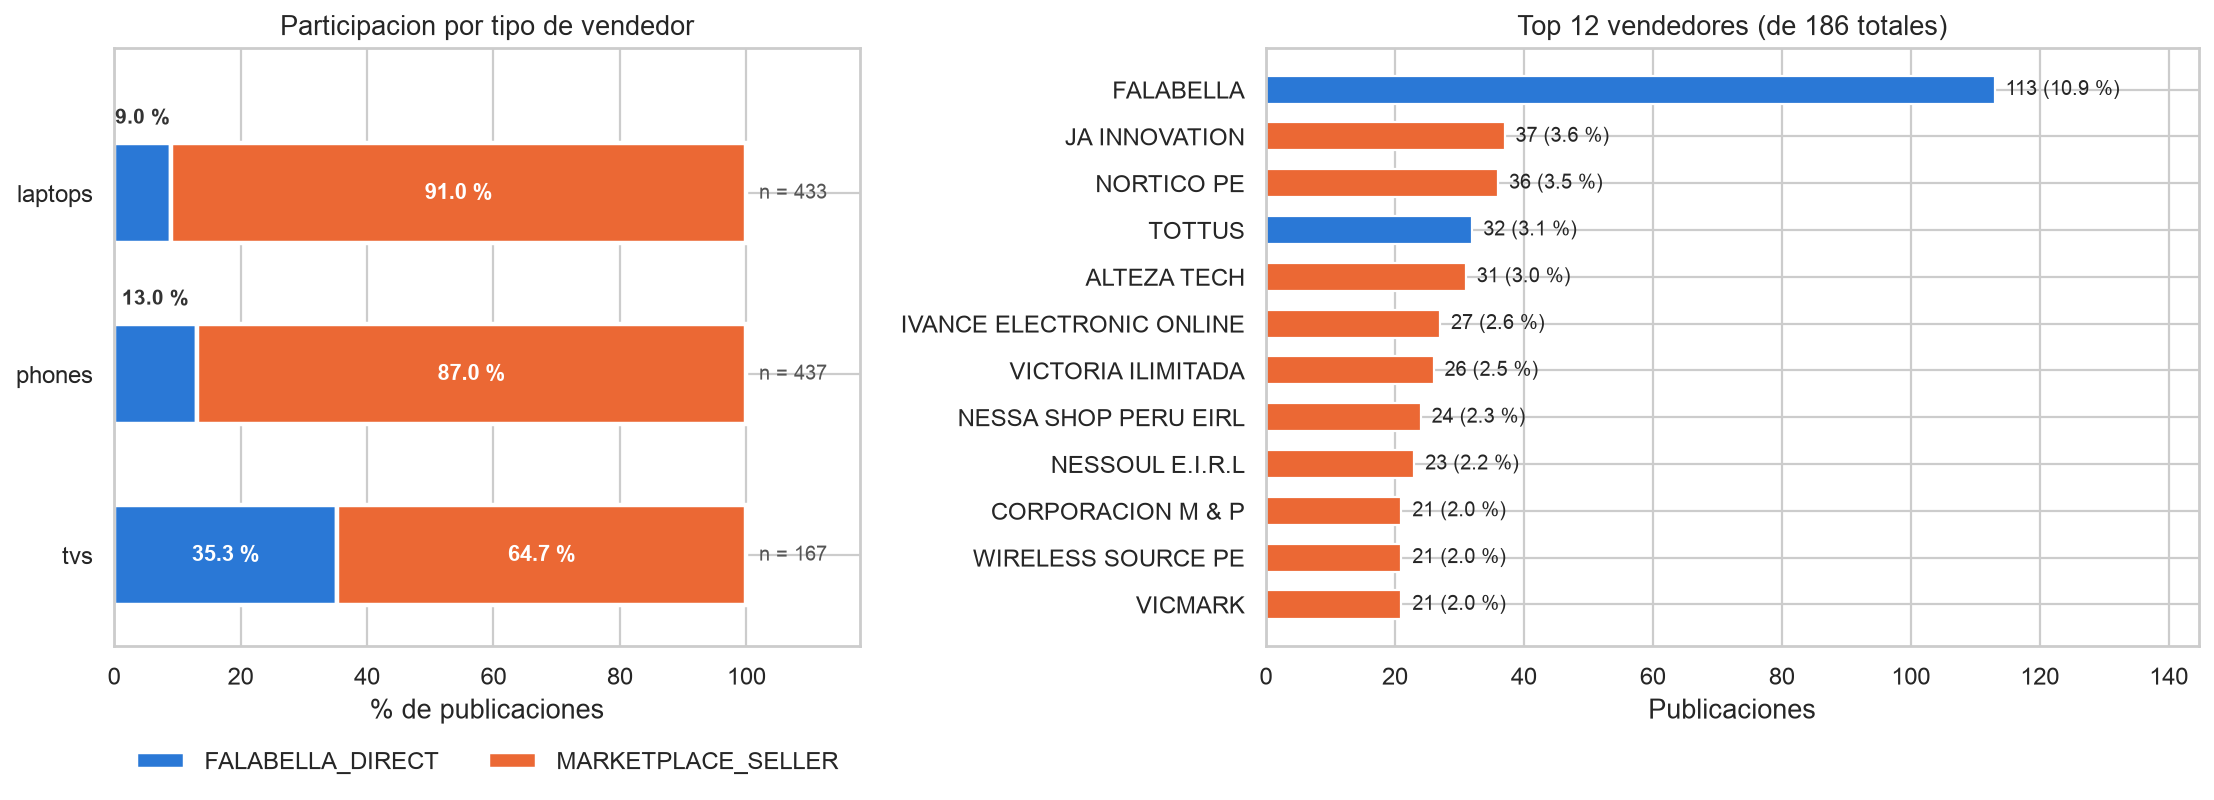 Participacion por tipo de vendedor
9.0 %
laptops
91.0 %
n = 433
13.0 %
phones
87.0 %
n = 437
tvs
35.3 %
64.7 %
n = 167
0 20 40 60 80 100
% de publicaciones
FALABELLA_DIRECT
MARKETPLACE_SELLER
Top 12 vendedores (de 186 totales)
FALABELLA 113 (10.9 %)
JA INNOVATION 37 (3.6 %)
NORTICO PE 36 (3.5 %)
TOTTUS 32 (3.1 %)
ALTEZA TECH 31 (3.0 %)
IVANCE ELECTRONIC ONLINE 27 (2.6 %)
VICTORIA ILIMITADA 26 (2.5 %)
NESSA SHOP PERU EIRL 24 (2.3 %)
NESSOUL E.I.R.L 23 (2.2 %)
CORPORACION M & P 21 (2.0 %)
WIRELESS SOURCE PE 21 (2.0 %)
VICMARK 21 (2.0 %)
0 20 40 60 80 100 120 140
Publicaciones